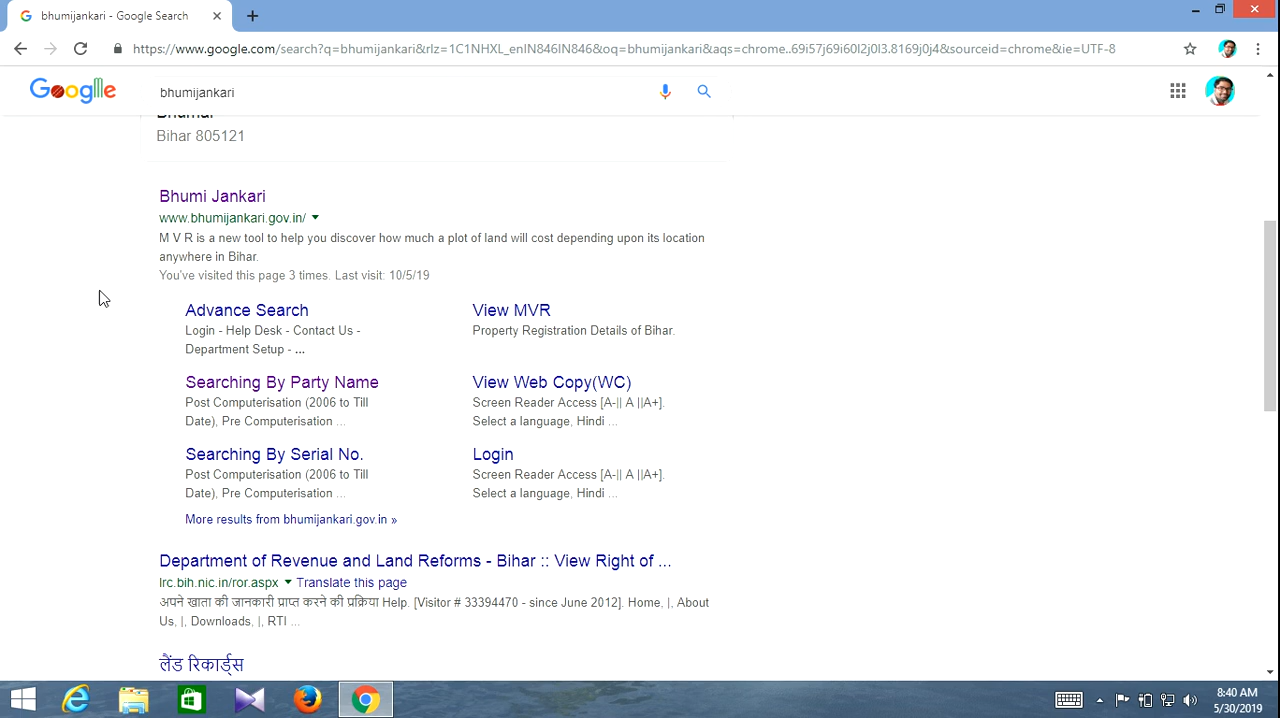 bhumijankari - Google Search
https://www.google.com/search?q=bhumijankari&rlz=1C1NHXL_enIN846IN846&oq=bhumijankari&aqs=chrome..69i57j69i60l2j0l3.8169j0j4&sourceid=chrome&ie=UTF-8
Googlle
bhumijankari
Bihar 805121
Bhumi Jankari
www.bhumijankari.gov.in/
M V R is a new tool to help you discover how much a plot of land will cost depending upon its location
anywhere in Bihar.
You've visited this page 3 times. Last visit: 10/5/19
Advance Search
Login - Help Desk - Contact Us -
Department Setup - ...
View MVR
Property Registration Details of Bihar.
Searching By Party Name
Post Computerisation (2006 to Till
Date), Pre Computerisation ...
View Web Copy(WC)
Screen Reader Access [A-|| A ||A+].
Select a language, Hindi ...
Searching By Serial No.
Post Computerisation (2006 to Till
Date), Pre Computerisation ...
Login
Screen Reader Access [A-|| A ||A+].
Select a language, Hindi ...
More results from bhumijankari.gov.in »
Department of Revenue and Land Reforms - Bihar :: View Right of ...
lrc.bih.nic.in/ror.aspx Translate this page
अपने खाता की जानकारी प्राप्त करने की प्रक्रिया Help. [Visitor # 33394470 - since June 2012]. Home, |, About
Us, |, Downloads, |, RTI ...
लैंड रिकार्ड्स
8:40 AM
5/30/2019